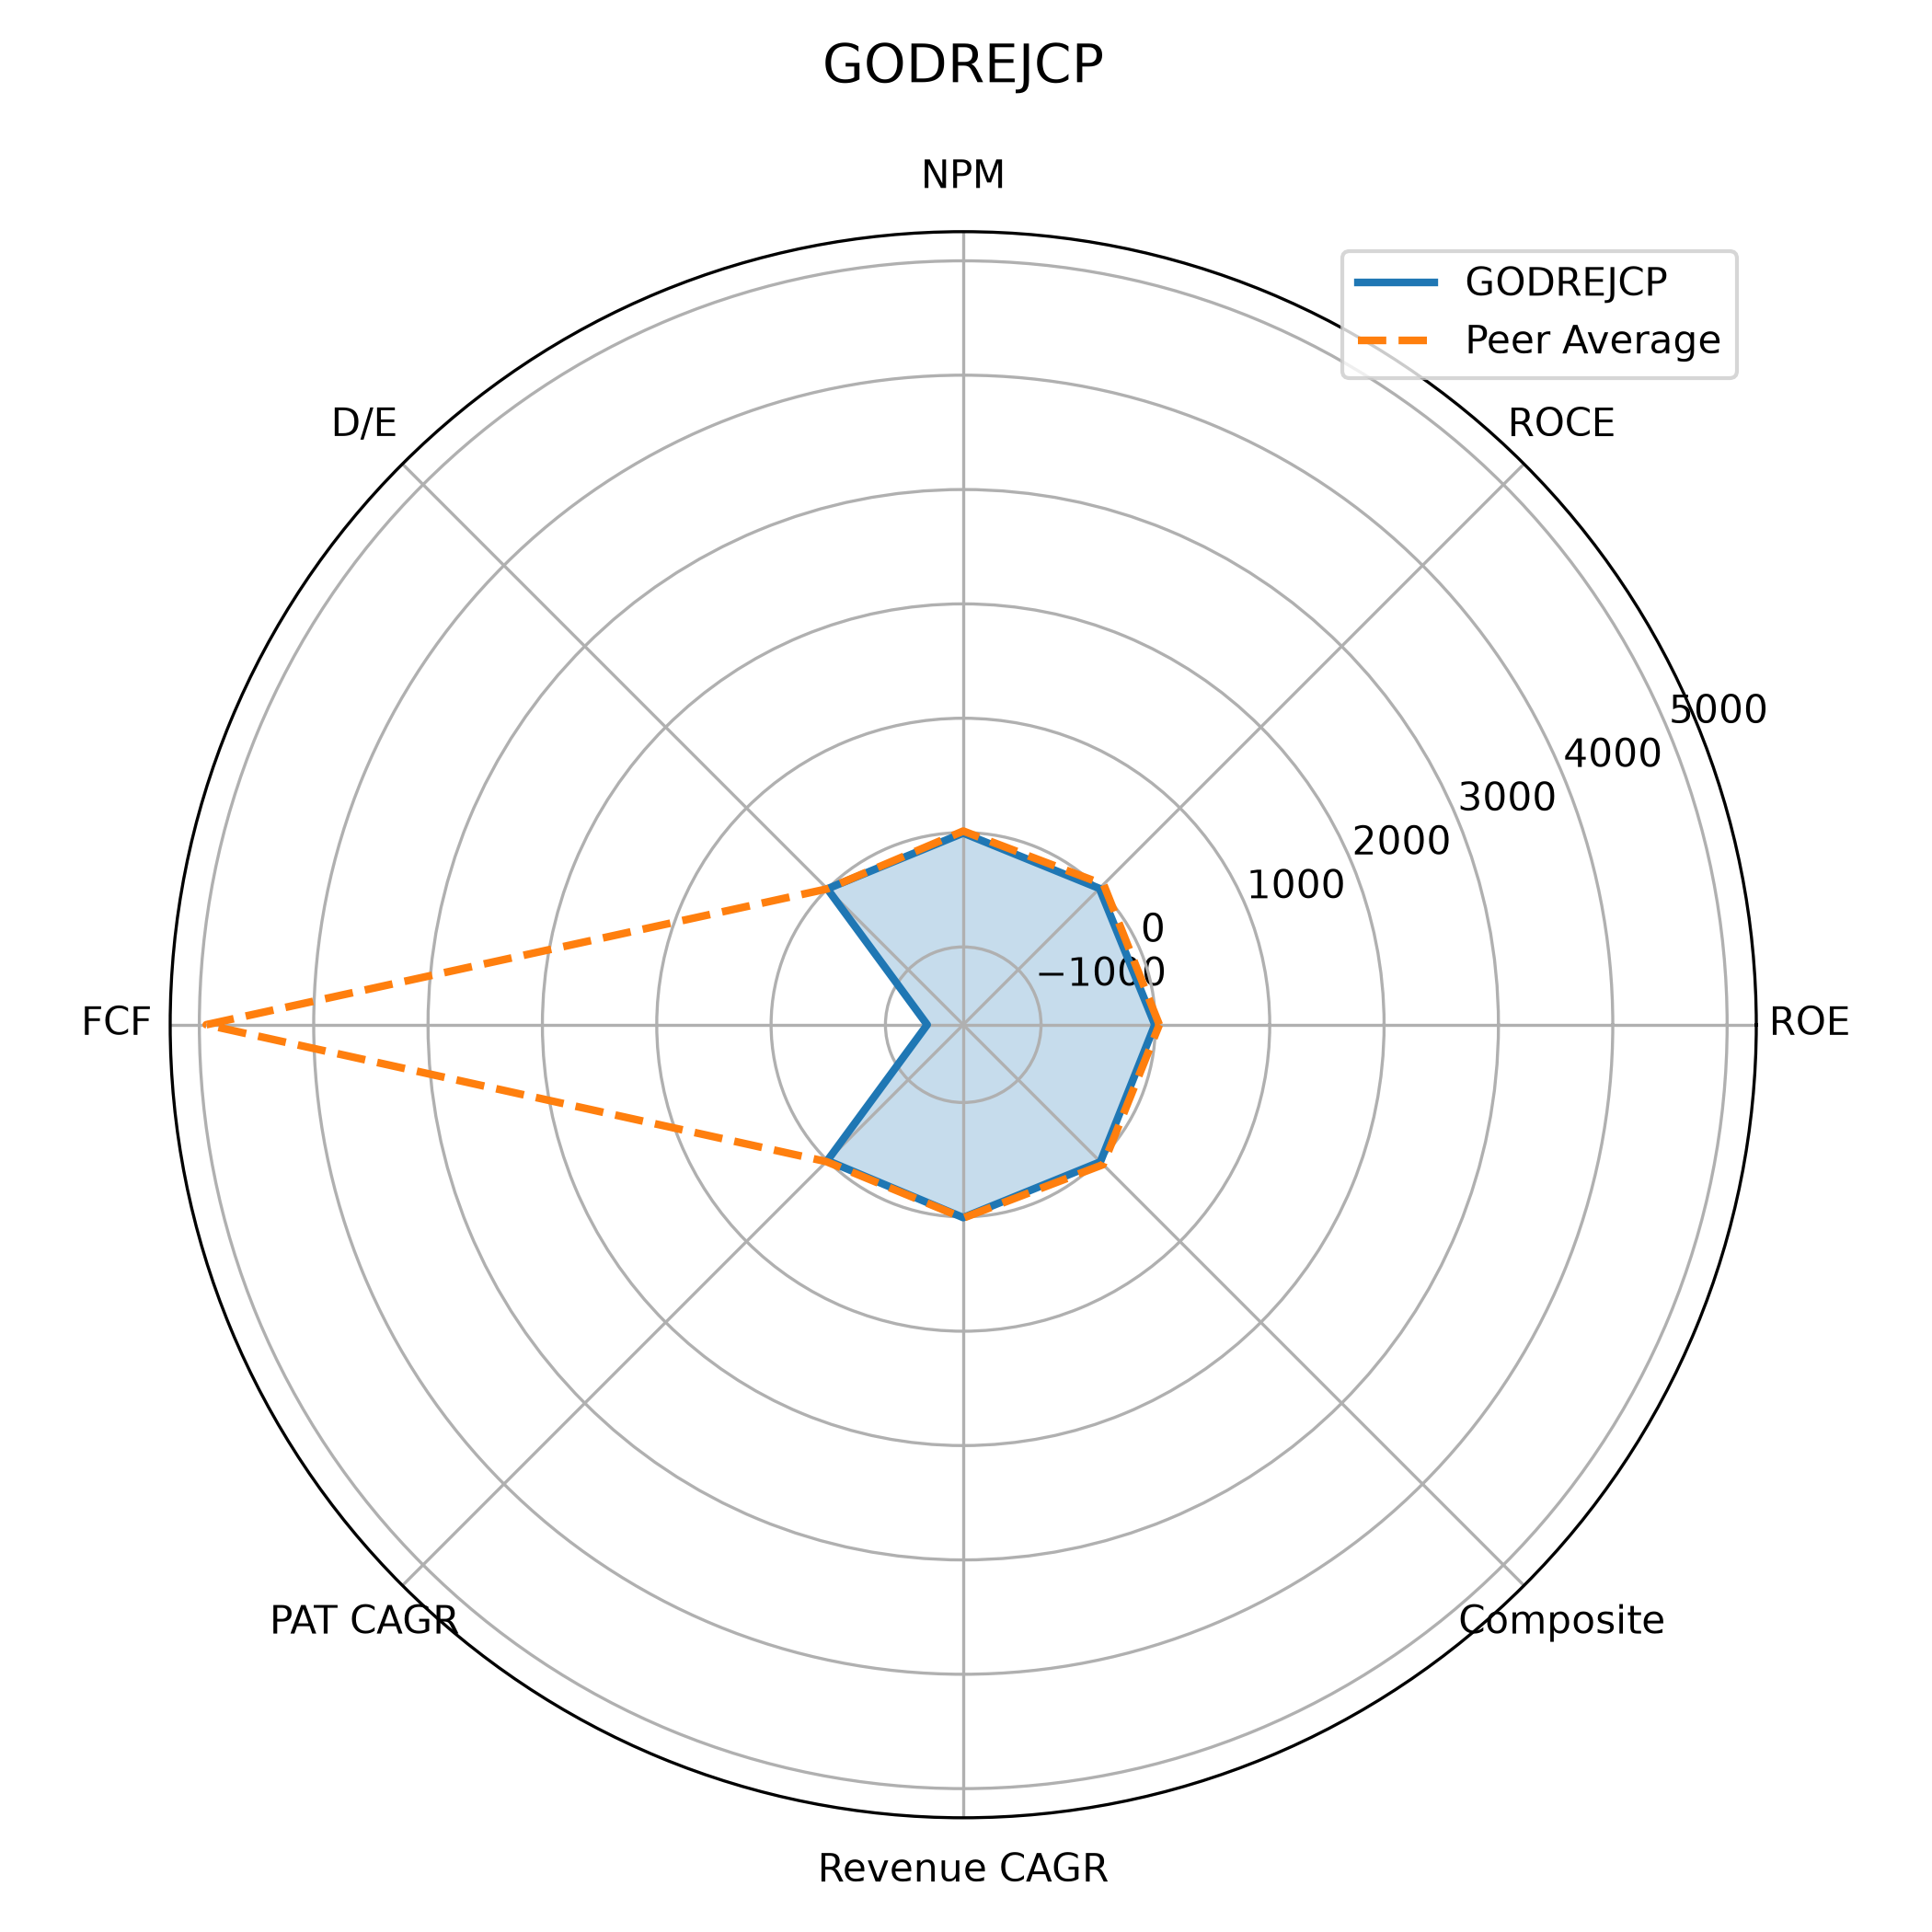 GODREJCP
NPM
GODREJCP
Peer Average
D/E
ROCE
5000
4000
3000
2000
1000
0
−1000
FCF
ROE
PAT CAGR
Composite
Revenue CAGR